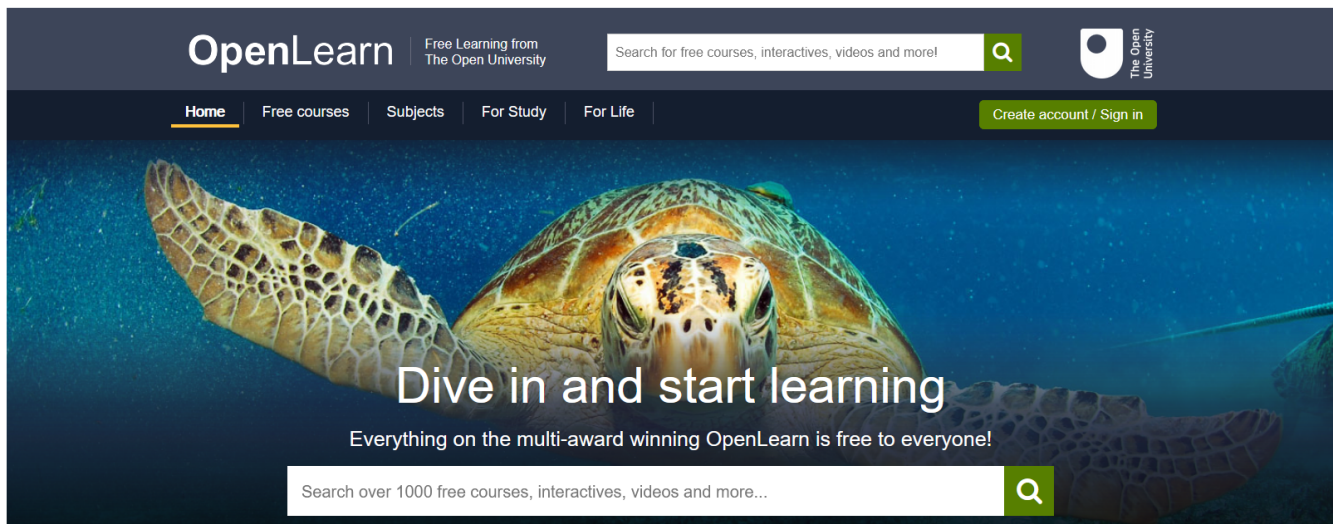 OpenLearn
Free Learning from
The Open University
Search for free courses, interactives, videos and more!
The Open
University
Home
Free courses
Subjects
For Study
For Life
Create account / Sign in
Dive in and start learning
Everything on the multi-award winning OpenLearn is free to everyone!
Search over 1000 free courses, interactives, videos and more...